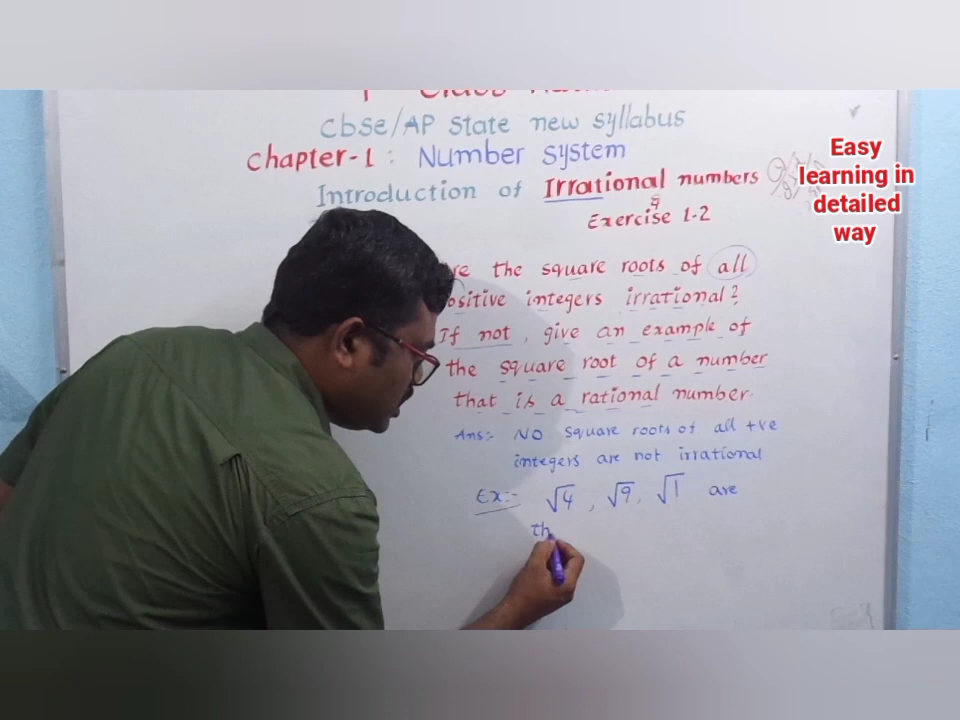 Class
Cbse/AP State new syllabus
Chapter-1 : Number System
Introduction of Irrational numbers
Exercise 1-2
Easy
learning in
detailed
way
the square roots of all
positive integers irrational?
If not, give an example of
the square root of a number
that is a rational number.
Ans:- NO square roots of all +ve
integers are not irrational
Ex:- √4, √9, √1 are
th